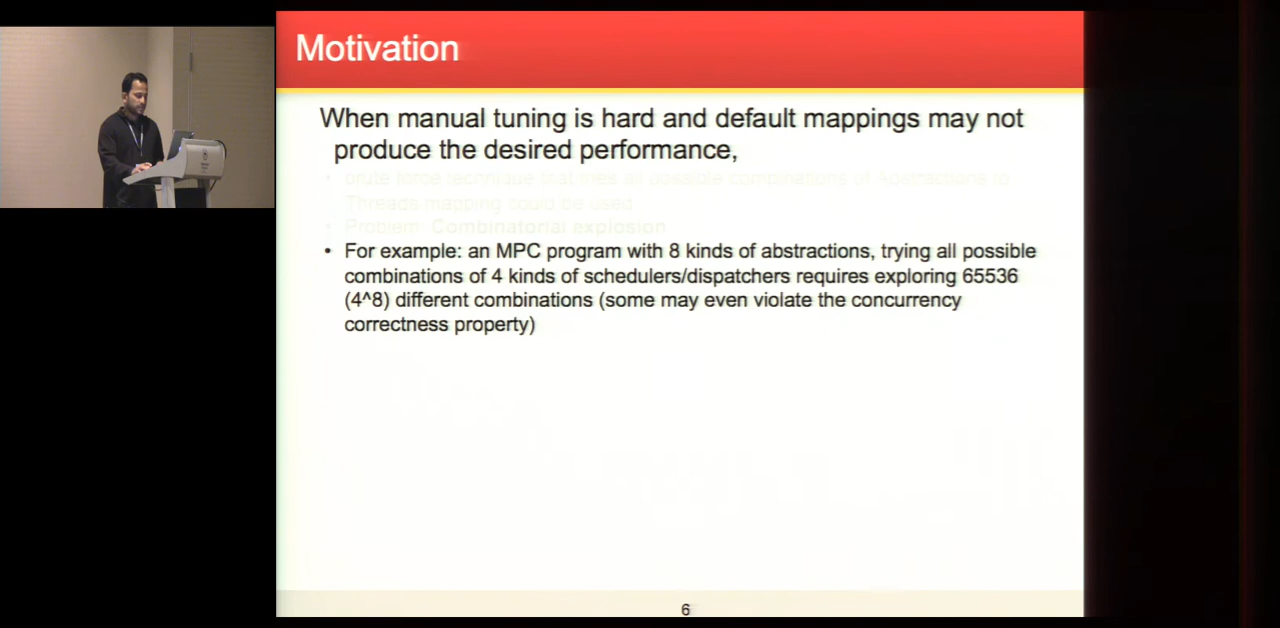 Motivation
When manual tuning is hard and default mappings may not
produce the desired performance,
• brute force technique that tries all possible combinations of Abstractions to
Threads mapping could be used
• Problem: Combinatorial explosion
• For example: an MPC program with 8 kinds of abstractions, trying all possible
combinations of 4 kinds of schedulers/dispatchers requires exploring 65536
(4^8) different combinations (some may even violate the concurrency
correctness property)
6